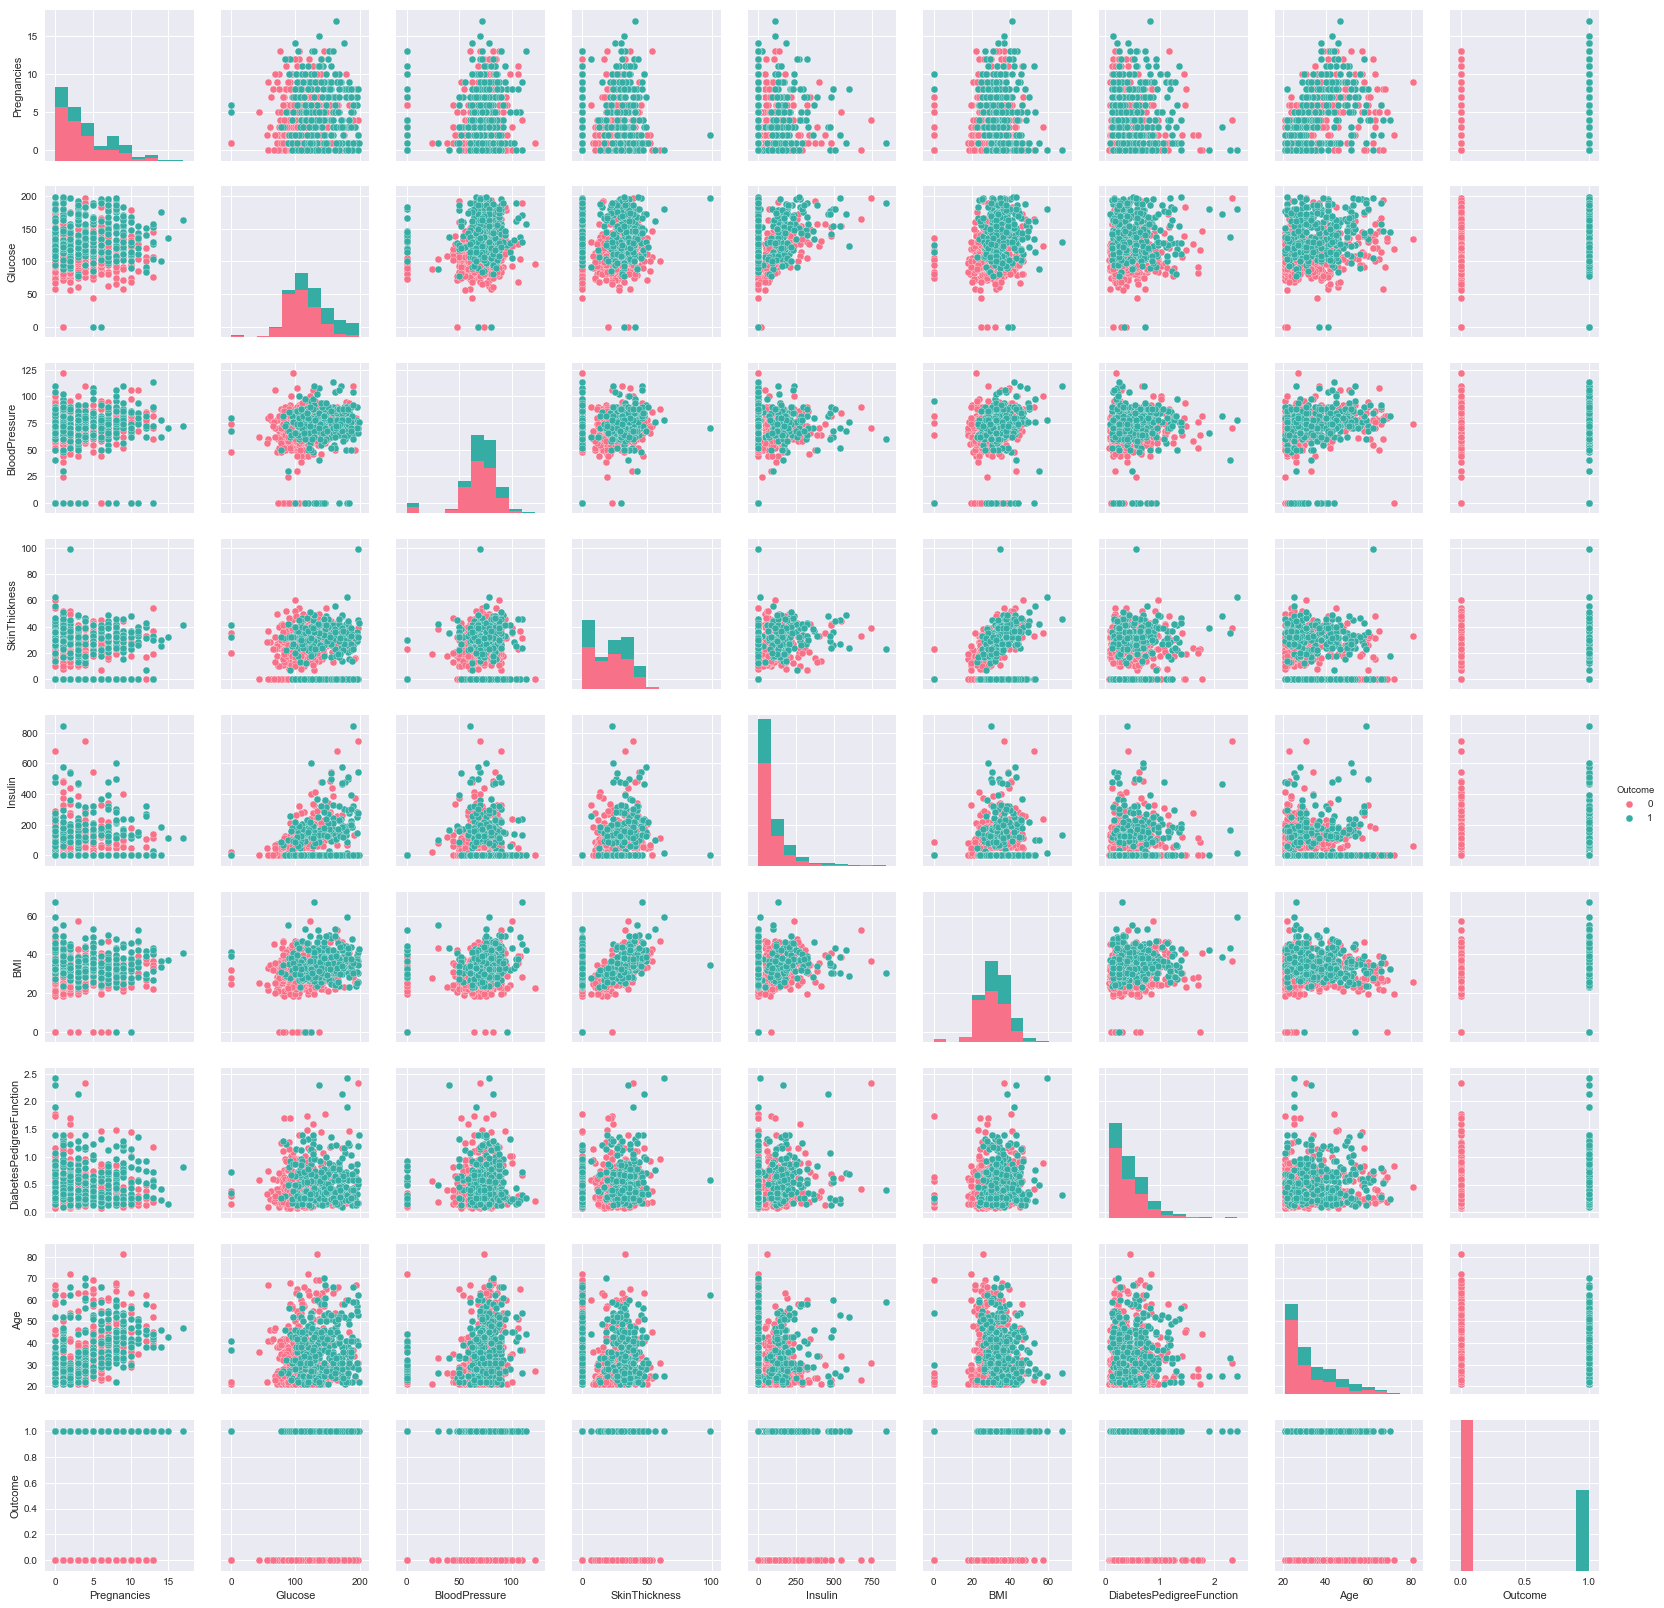 Pregnancies
15
10
5
0
Glucose
200
150
100
50
0
BloodPressure
125
100
75
50
25
0
SkinThickness
100
80
60
40
20
0
Insulin
800
600
400
200
0
Outcome
0
1
BMI
60
40
20
0
DiabetesPedigreeFunction
2.5
2.0
1.5
1.0
0.5
0.0
Age
80
70
60
50
40
30
20
Outcome
1.0
0.8
0.6
0.4
0.2
0.0
0 5 10 15
0 100 200
0 50 100
0 50 100
0 250 500 750
0 20 40 60
0 1 2
20 40 60 80
0.0 0.5 1.0
Pregnancies Glucose BloodPressure SkinThickness Insulin BMI DiabetesPedigreeFunction Age Outcome